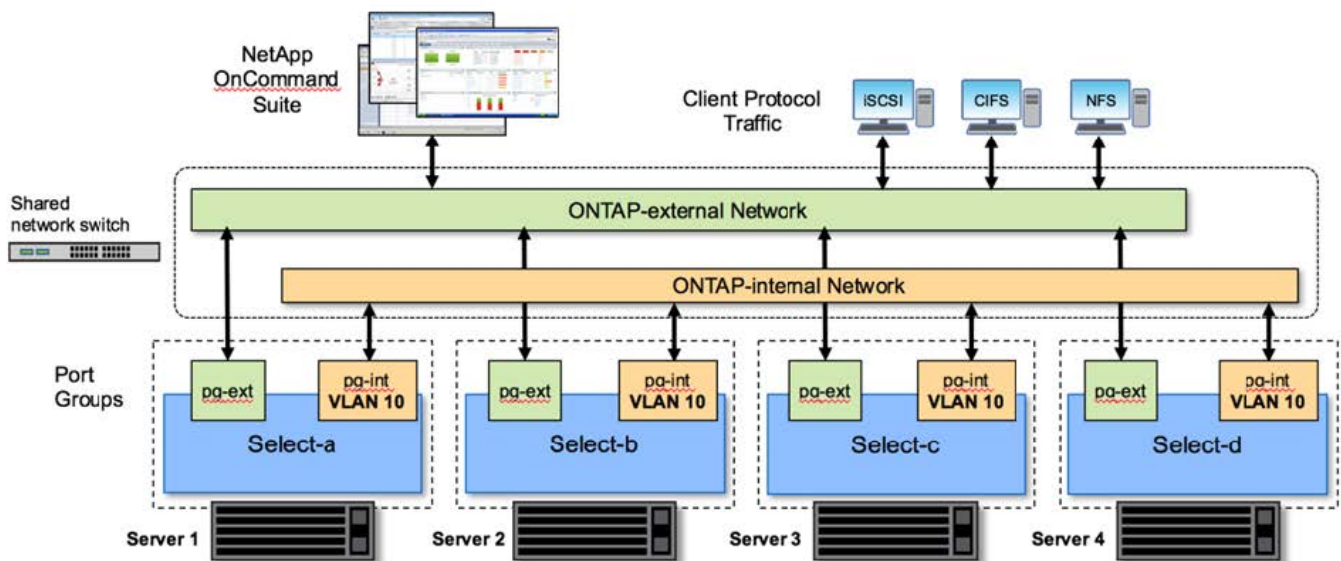 NetApp
OnCommand
Suite
Client Protocol
Traffic
iSCSI
CIFS
NFS
Shared
network switch
ONTAP-external Network
ONTAP-internal Network
Port
Groups
pg-ext
pg-int
VLAN 10
Select-a
pg-ext
pg-int
VLAN 10
Select-b
pg-ext
pg-int
VLAN 10
Select-c
pg-ext
pg-int
VLAN 10
Select-d
Server 1
Server 2
Server 3
Server 4